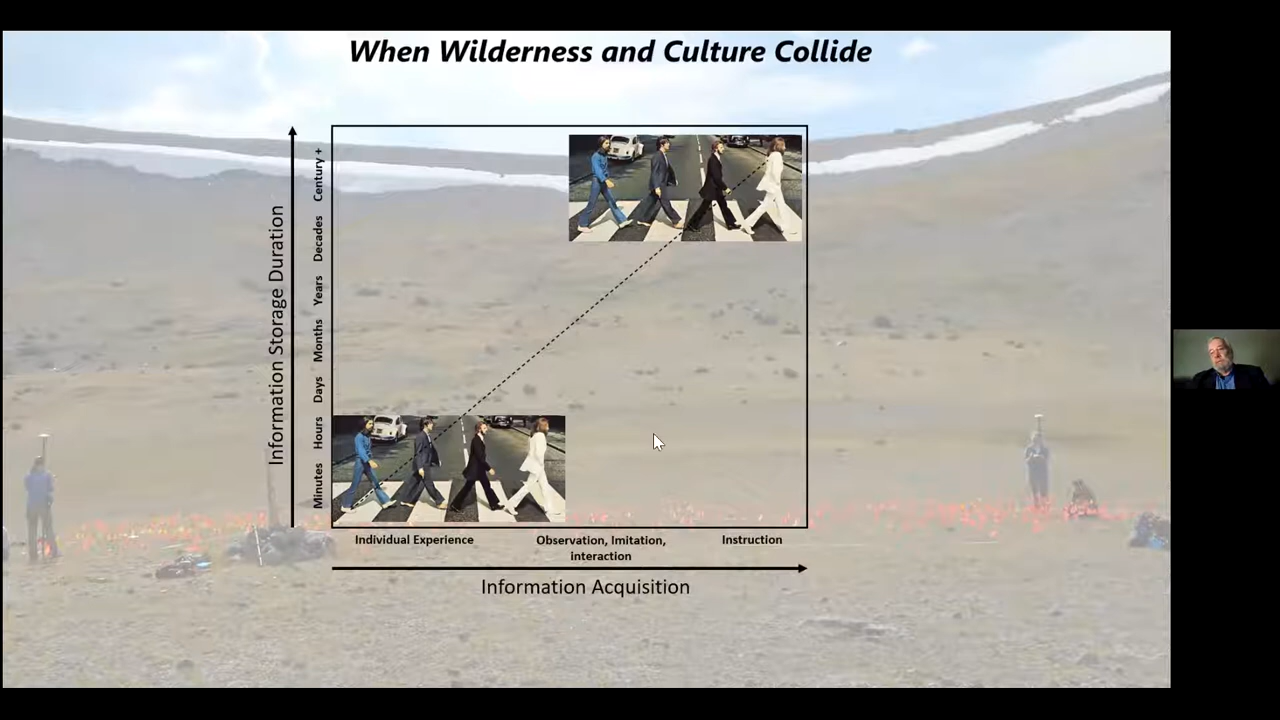 When Wilderness and Culture Collide
Information Storage Duration
Century +
Decades
Years
Months
Days
Hours
Minutes
Individual Experience
Observation, Imitation,
interaction
Instruction
Information Acquisition